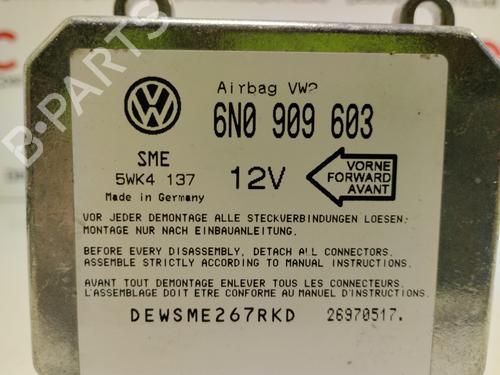 Airbag VW2
6N0 909 603
SME
5WK4 137
Made in Germany
12V
VORNE
FORWARD
AVANT
VOR JEDER DEMONTAGE ALLE STECKVERBINDUNGEN LOESEN.
MONTAGE NUR NACH EINBAUANLEITUNG.
BEFORE EVERY DISASSEMBLY, DETACH ALL CONNECTORS.
ASSEMBLE STRICTLY ACCORDING TO MANUAL INSTRUCTIONS.
AVANT TOUT DEMONTAGE ENLEVER TOUS LES CONNECTEURS.
L'ASSEMBLAGE DOIT ETRE CONFORME AU MANUEL D'INSTRUCTIONS.
DEWSME267RKD 26970517.
B-PARTS